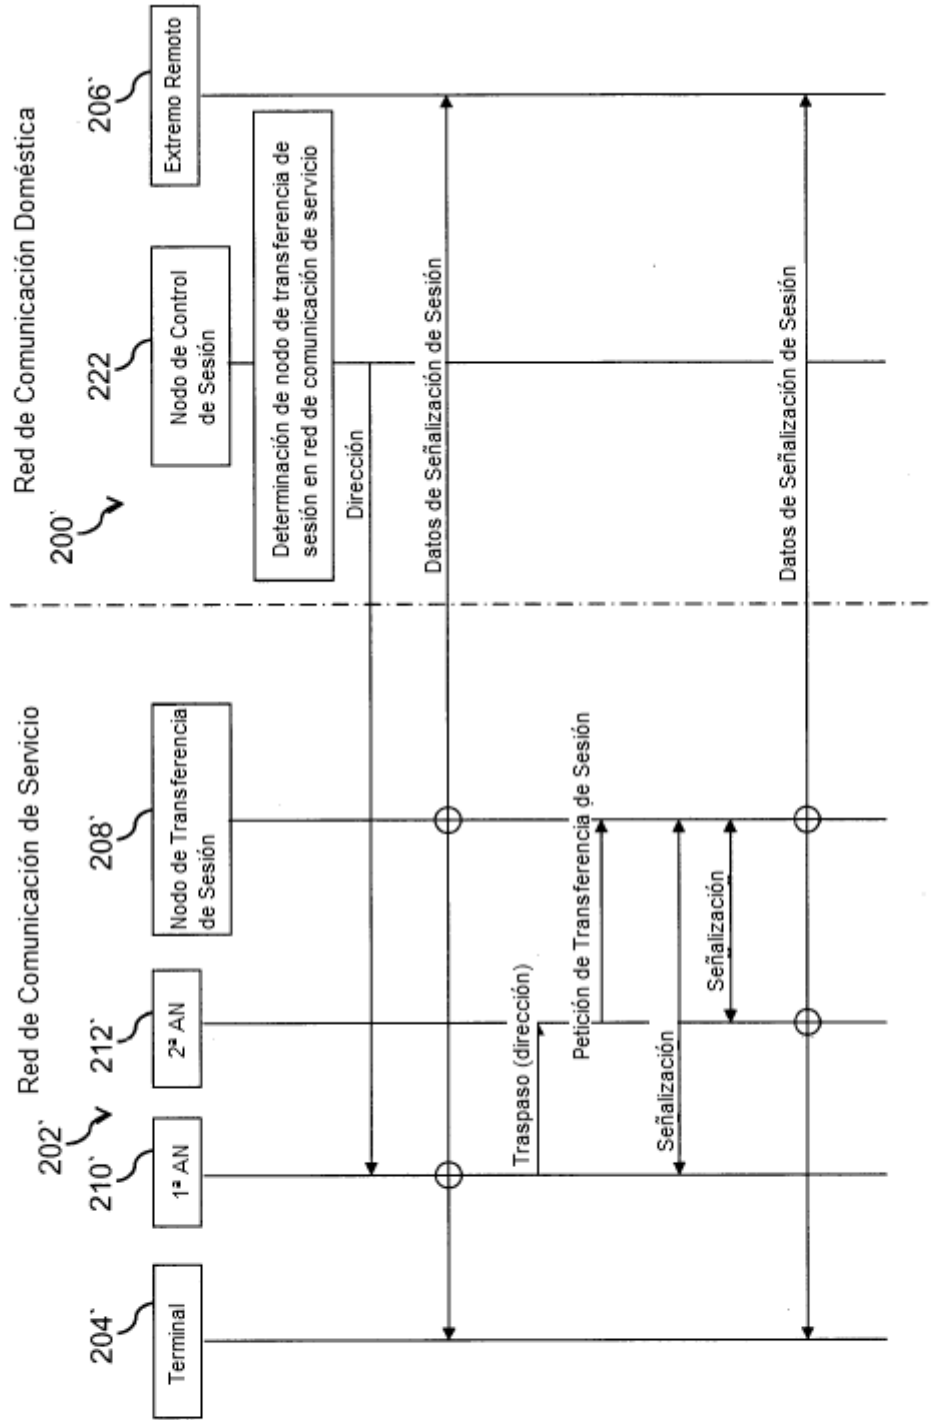 Red de Comunicación de Servicio
Red de Comunicación Doméstica
202`
200`
204`
210`
212`
208`
222
206`
Terminal
1ª AN
2ª AN
Nodo de Transferencia
de Sesión
Nodo de Control
de Sesión
Extremo Remoto
Determinación de nodo de transferencia de
sesión en red de comunicación de servicio
Dirección
Datos de Señalización de Sesión
Traspaso (dirección)
Petición de Transferencia de Sesión
Señalización
Señalización
Datos de Señalización de Sesión